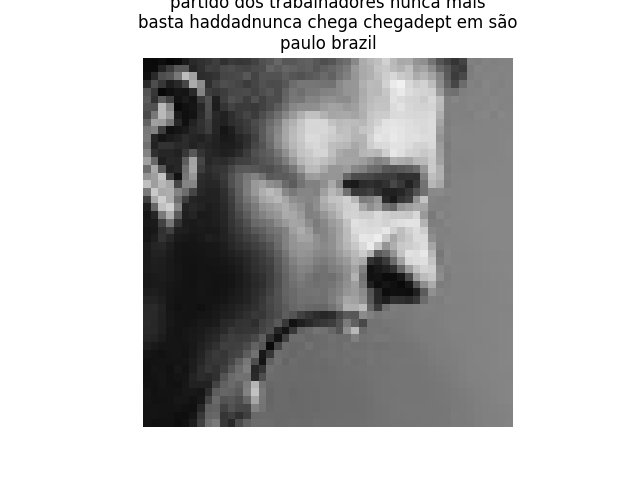 partido dos trabalhadores nunca mais
basta haddadnunca chega chegadept em são
paulo brazil